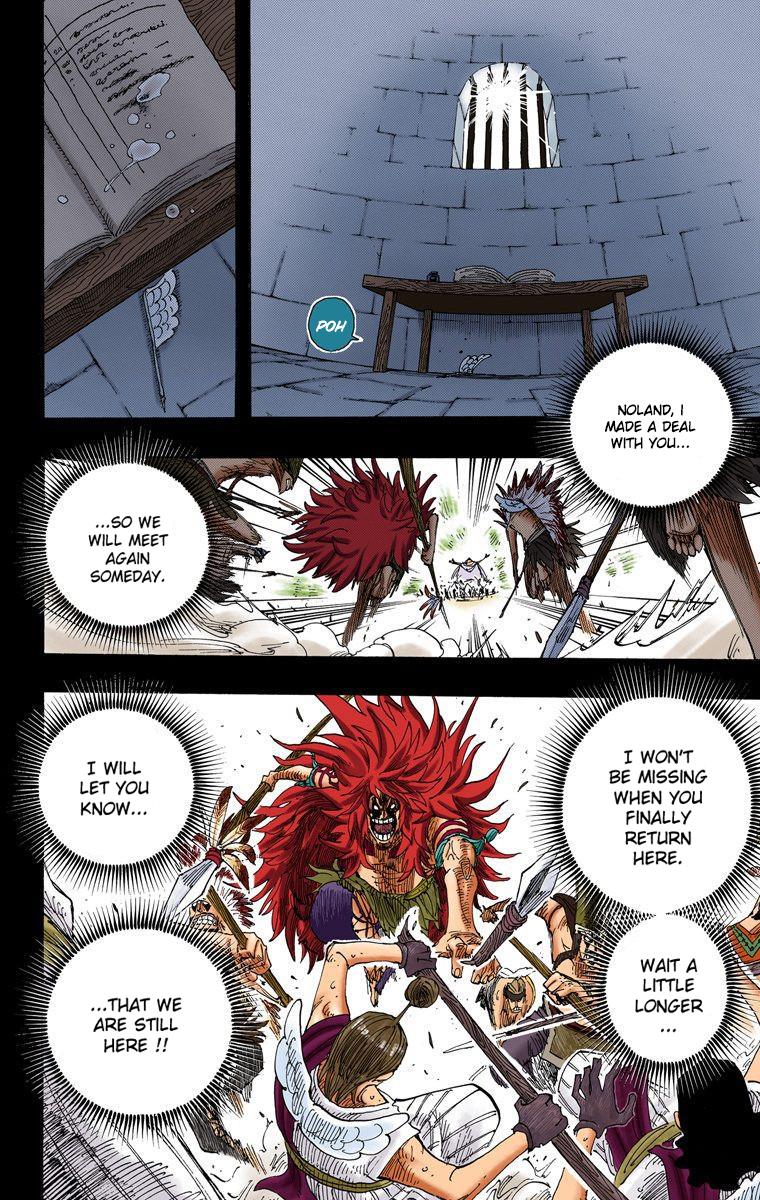 POH
NOLAND, I
MADE A DEAL
WITH YOU...
...SO WE
WILL MEET
AGAIN
SOMEDAY.
I WON'T
BE MISSING
WHEN YOU
FINALLY
RETURN
HERE.
WAIT A
LITTLE
LONGER
...
I WILL
LET YOU
KNOW...
...THAT WE
ARE STILL
HERE !!